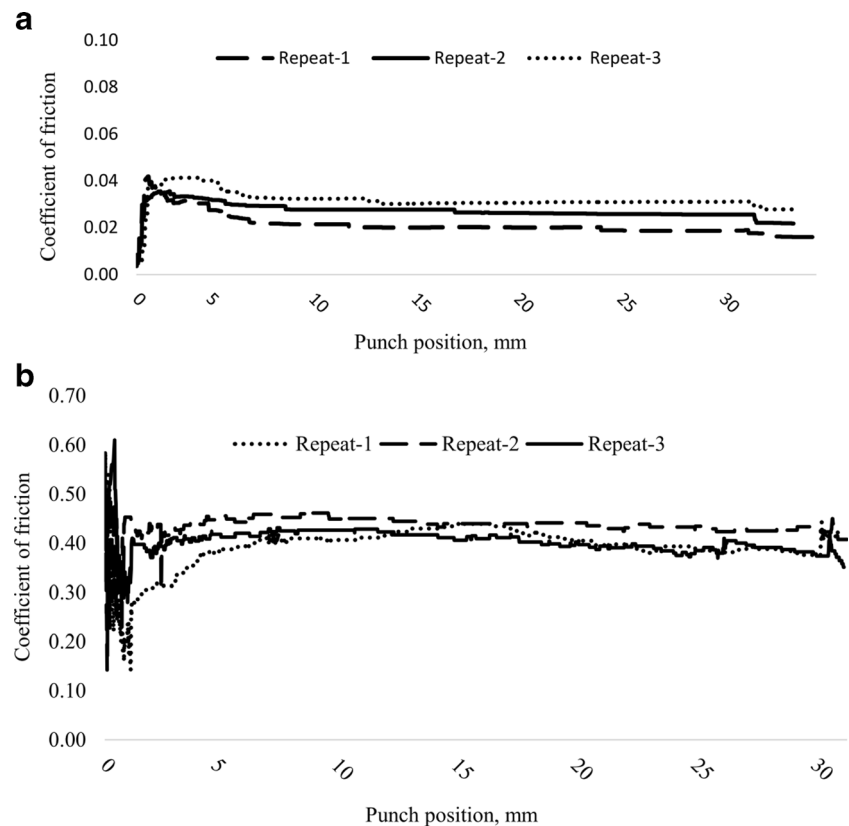 a
0.10
Repeat-1 Repeat-2 Repeat-3
0.08
0.06
0.04
0.02
0.00
Coefficient of friction
0 5 10 15 20 25 30
Punch position, mm
b
0.70
0.60
Repeat-1 Repeat-2 Repeat-3
0.50
0.40
0.30
0.20
0.10
0.00
Coefficient of friction
0 5 10 15 20 25 30
Punch position, mm